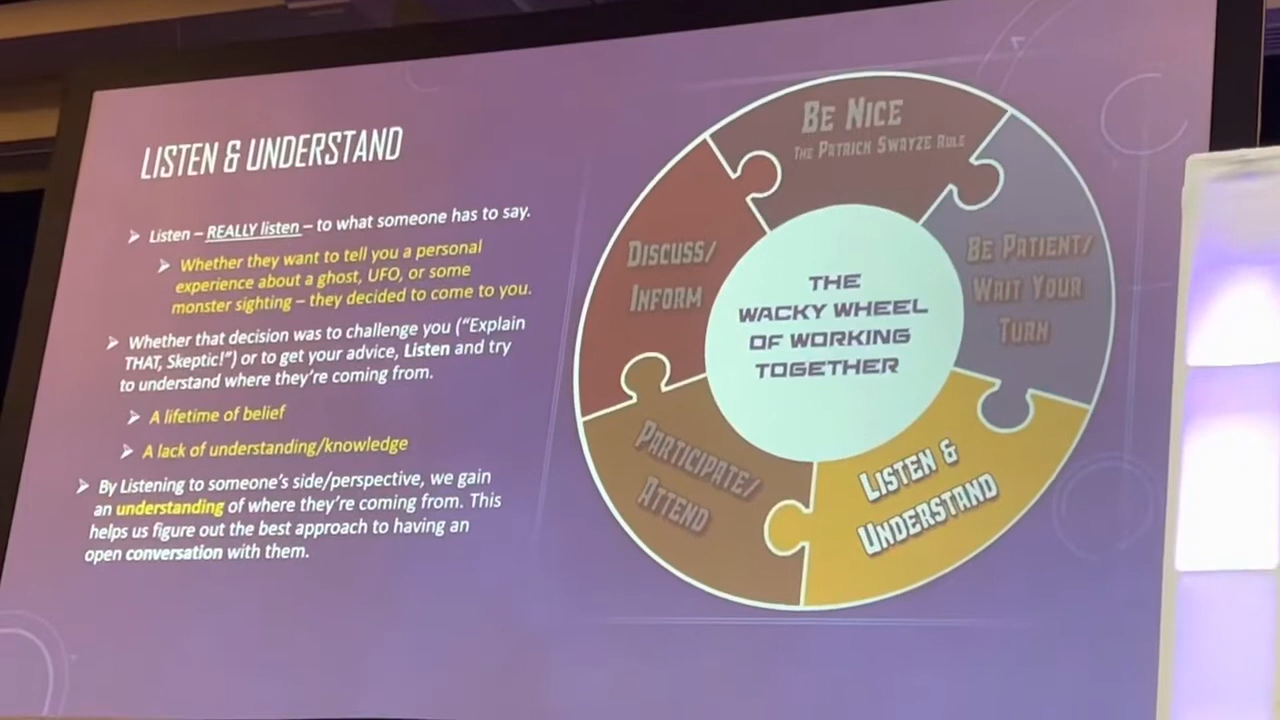 LISTEN & UNDERSTAND
Listen – REALLY listen – to what someone has to say.
Whether they want to tell you a personal
experience about a ghost, UFO, or some
monster sighting – they decided to come to you.
Whether that decision was to challenge you ("Explain
THAT, Skeptic!") or to get your advice, Listen and try
to understand where they're coming from.
A lifetime of belief
A lack of understanding/knowledge
By Listening to someone's side/perspective, we gain
an understanding of where they're coming from. This
helps us figure out the best approach to having an
open conversation with them.
BE NICE
THE PATRICK SWAYZE RULE
BE PATIENT/
WAIT YOUR
TURN
LISTEN &
UNDERSTAND
PARTICIPATE/
ATTEND
DISCUSS/
INFORM
THE
WACKY WHEEL
OF WORKING
TOGETHER